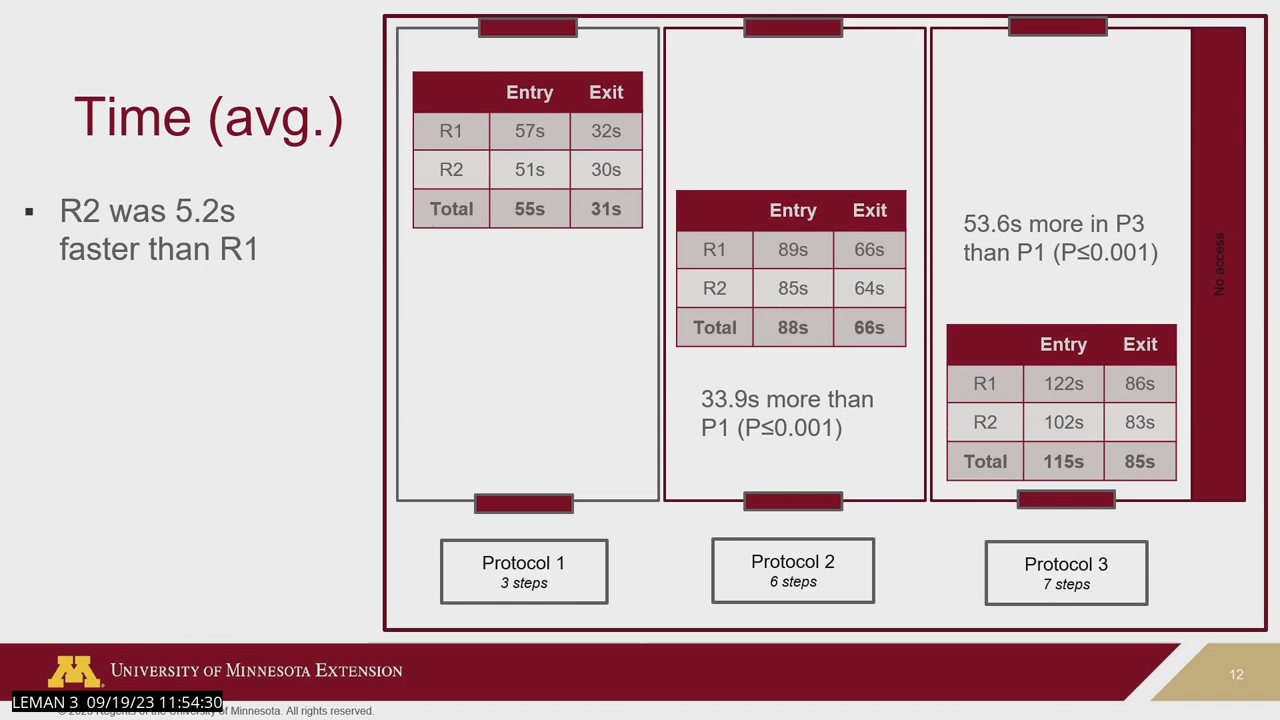 Time (avg.)
▪ R2 was 5.2s
faster than R1
Entry Exit
R1 57s 32s
R2 51s 30s
Total 55s 31s
Entry Exit
R1 89s 66s
R2 85s 64s
Total 88s 66s
33.9s more than
P1 (P≤0.001)
53.6s more in P3
than P1 (P≤0.001)
Entry Exit
R1 122s 86s
R2 102s 83s
Total 115s 85s
No access
Protocol 1
3 steps
Protocol 2
6 steps
Protocol 3
7 steps
UNIVERSITY OF MINNESOTA EXTENSION
12
LEMAN 3 09/19/23 11:54:30
of Minnesota. All rights reserved.